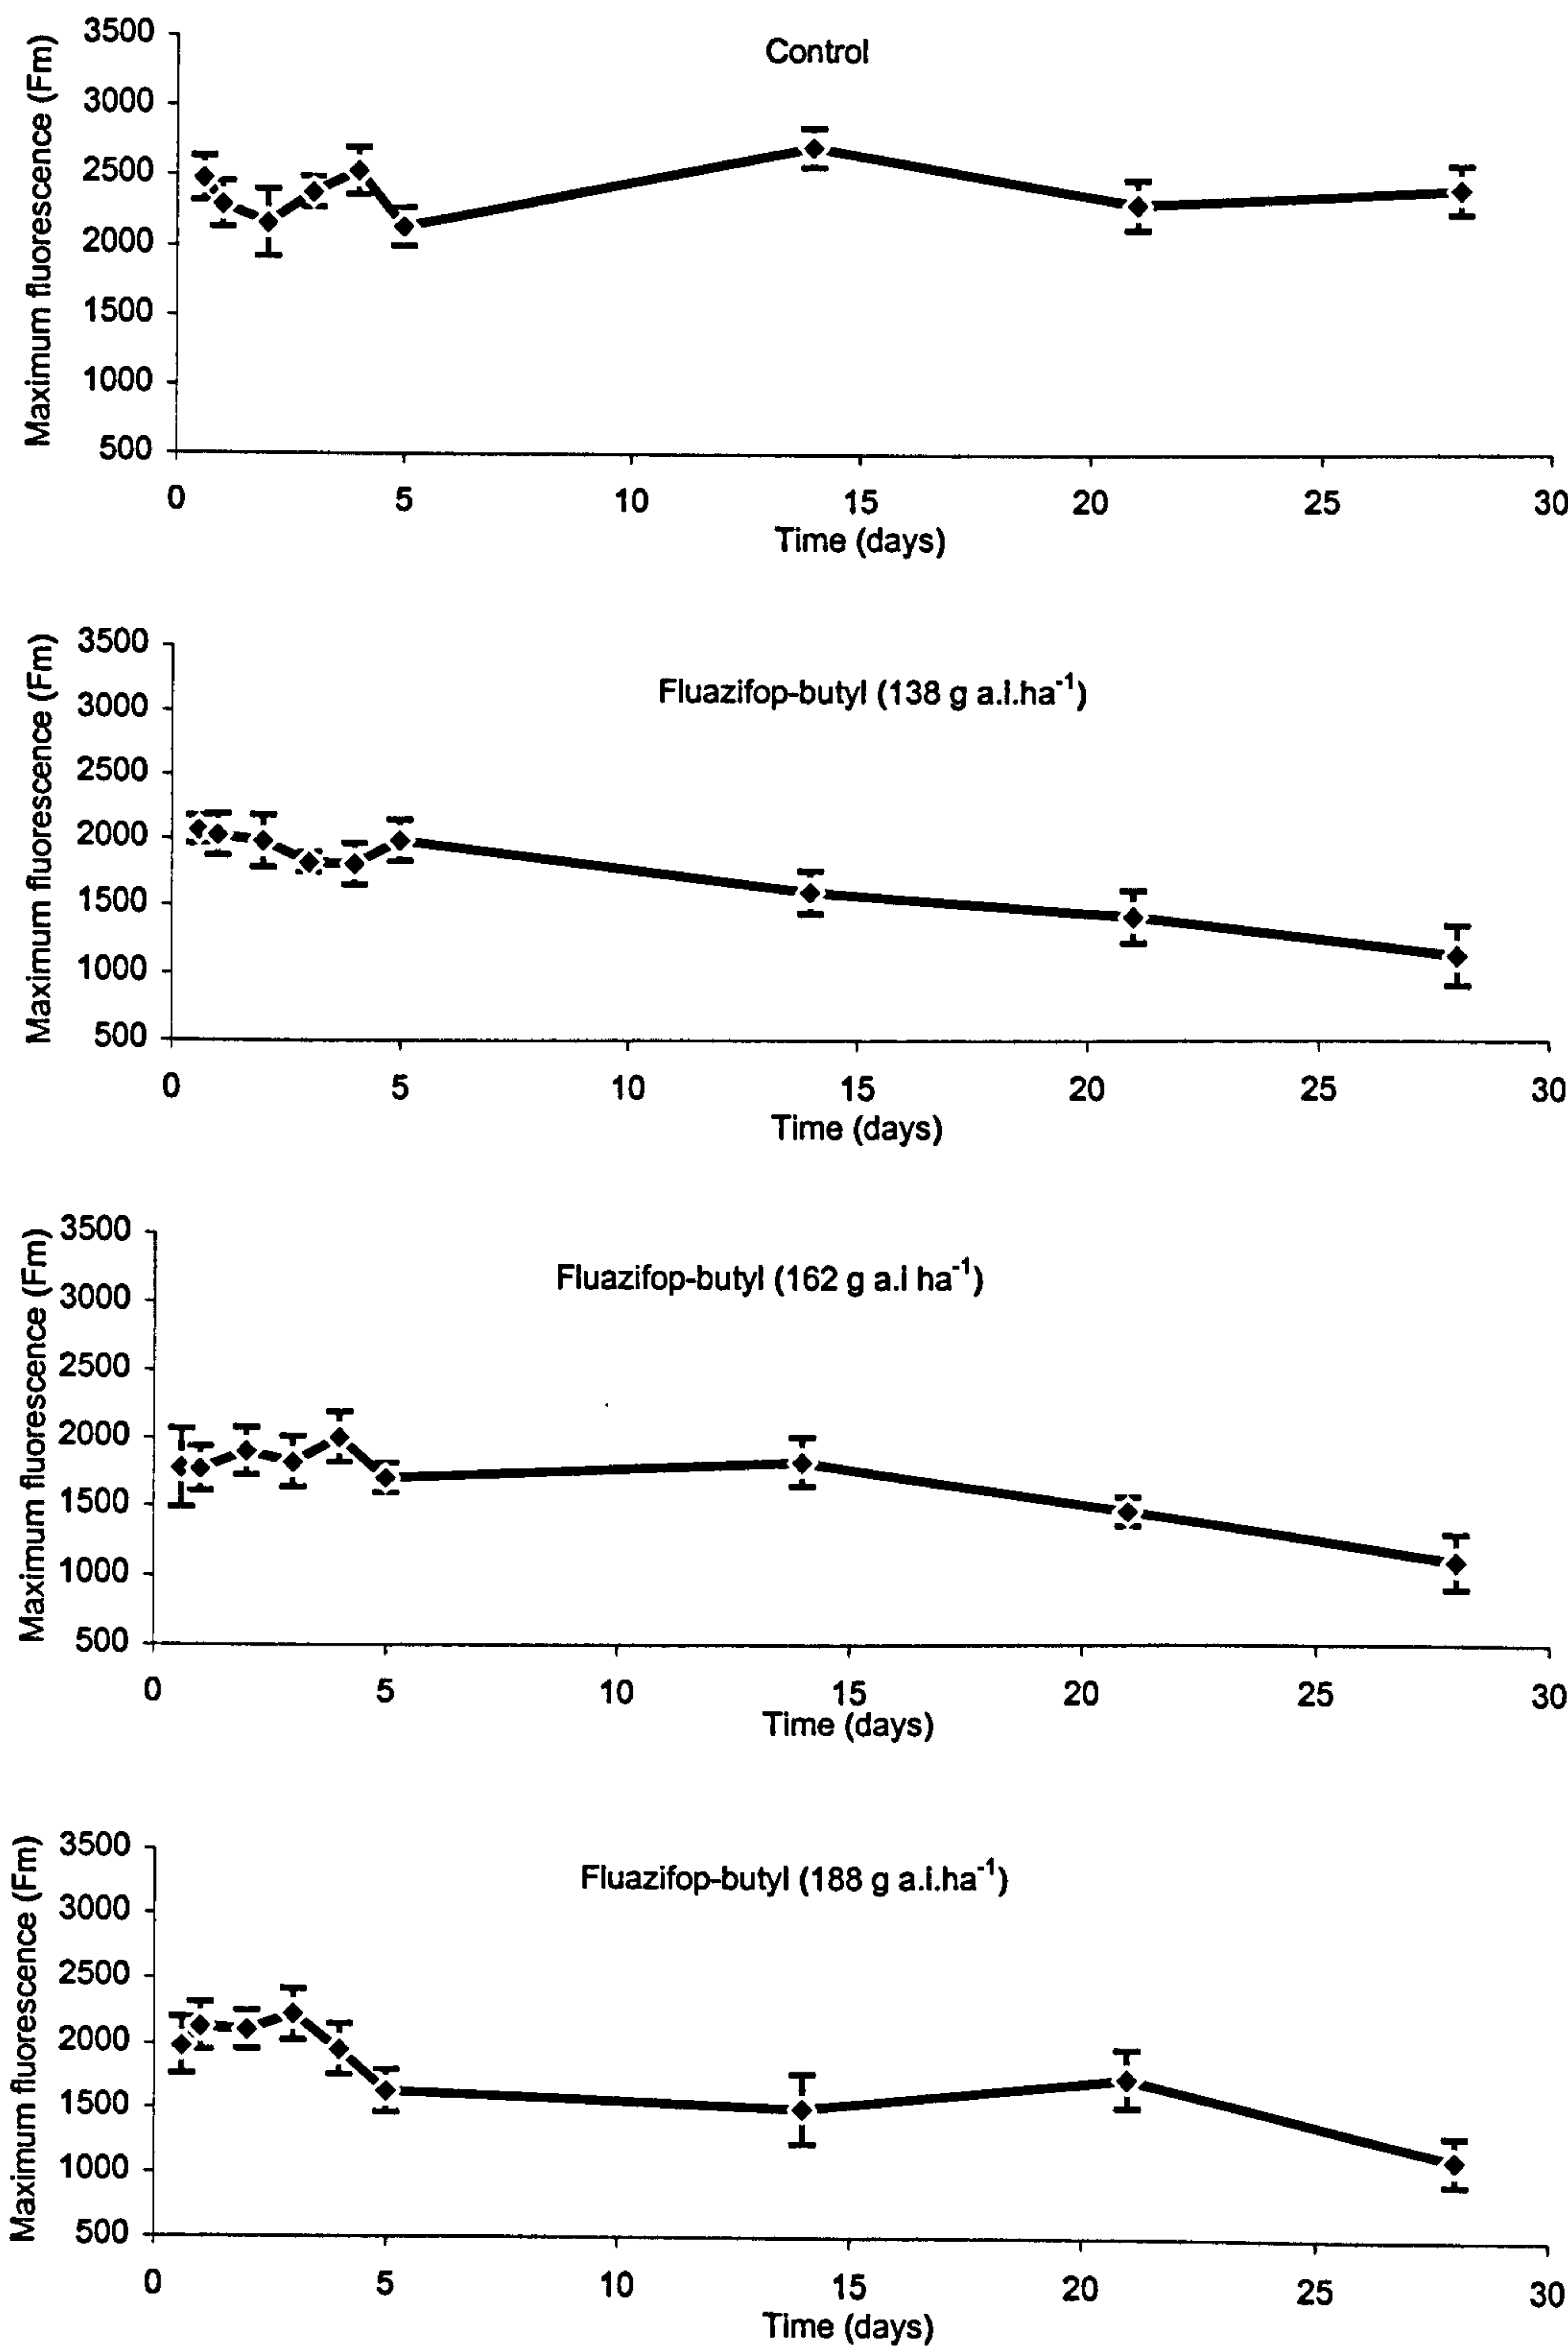 Control
Maximum fluorescence (Fm)
3500
3000
2500
2000
1500
1000
500
0 5 10 15 20 25 30
Time (days)
Fluazifop-butyl (138 g a.i.ha-1)
Maximum fluorescence (Fm)
3500
3000
2500
2000
1500
1000
500
0 5 10 15 20 25 30
Time (days)
Fluazifop-butyl (162 g a.i ha-1)
Maximum fluorescence (Fm)
3500
3000
2500
2000
1500
1000
500
0 5 10 15 20 25 30
Time (days)
Fluazifop-butyl (188 g a.i.ha-1)
Maximum fluorescence (Fm)
3500
3000
2500
2000
1500
1000
500
0 5 10 15 20 25 30
Time (days)